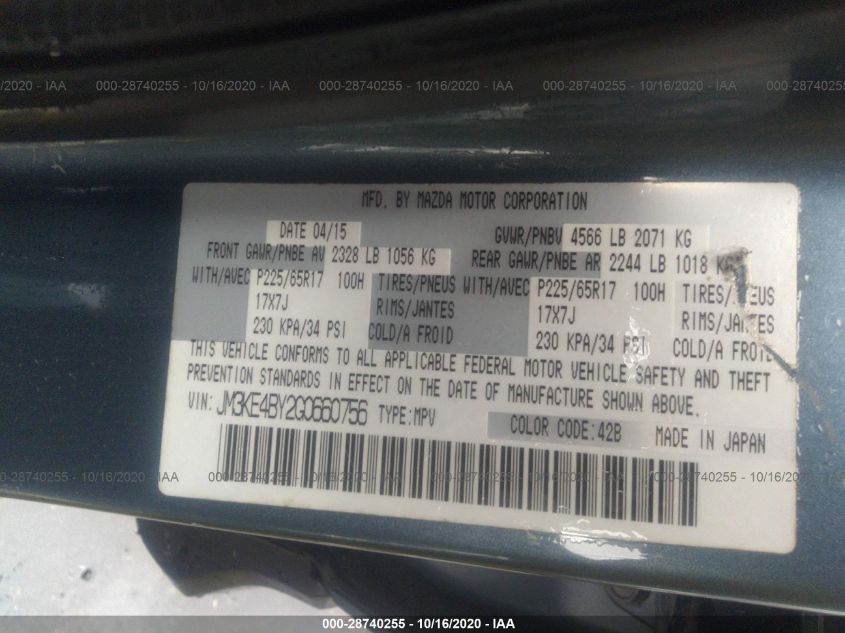 /2020 - IAA 000-28740255 - 10/16/2020 - IAA 000-28740255 - 10/16/2020 - IAA 000-28740255 - 10/16/2020 - IAA
MFD. BY MAZDA MOTOR CORPORATION
DATE 04/15 GVWR/PNBV 4566 LB 2071 KG
FRONT GAWR/PNBE AV 2328 LB 1056 KG REAR GAWR/PNBE AR 2244 LB 1018 KG
WITH/AVEC P225/65R17 100H TIRES/PNEUS WITH/AVEC P225/65R17 100H TIRES/PNEUS
17X7J RIMS/JANTES 17X7J RIMS/JANTES
230 KPA/34 PSI COLD/A FROID 230 KPA/34 PSI COLD/A FROID
THIS VEHICLE CONFORMS TO ALL APPLICABLE FEDERAL MOTOR VEHICLE SAFETY AND THEFT
PREVENTION STANDARDS IN EFFECT ON THE DATE OF MANUFACTURE SHOWN ABOVE.
VIN: JM3KE4BY2G0660756 TYPE:MPV COLOR CODE:42B MADE IN JAPAN
0/16/2020 - IAA 000-28740255 - 10/16/2020 - IAA 000-28740255 - 10/16/2020 - IAA 000-28740255 - 10/16/2020 - IAA
000-28740255 - 10/16/2020 - IAA